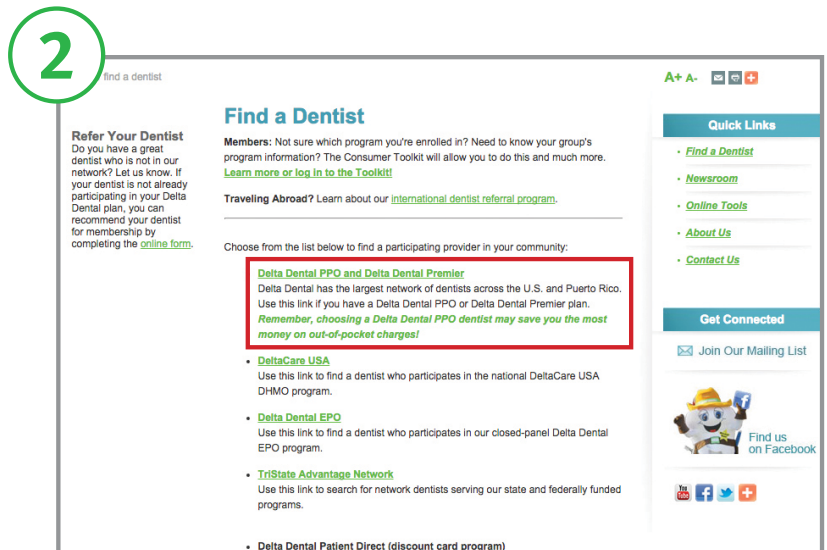 2
find a dentist
A+ A-
Refer Your Dentist
Do you have a great
dentist who is not in our
network? Let us know. If
your dentist is not already
participating in your Delta
Dental plan, you can
recommend your dentist
for membership by
completing the online form.
Find a Dentist
Members: Not sure which program you're enrolled in? Need to know your group's
program information? The Consumer Toolkit will allow you to do this and much more.
Learn more or log in to the Toolkit!
Traveling Abroad? Learn about our international dentist referral program.
Choose from the list below to find a participating provider in your community:
Delta Dental PPO and Delta Dental Premier
Delta Dental has the largest network of dentists across the U.S. and Puerto Rico.
Use this link if you have a Delta Dental PPO or Delta Dental Premier plan.
Remember, choosing a Delta Dental PPO dentist may save you the most
money on out-of-pocket charges!
• DeltaCare USA
Use this link to find a dentist who participates in the national DeltaCare USA
DHMO program.
• Delta Dental EPO
Use this link to find a dentist who participates in our closed-panel Delta Dental
EPO program.
• TriState Advantage Network
Use this link to search for network dentists serving our state and federally funded
programs.
• Delta Dental Patient Direct (discount card program)
Quick Links
• Find a Dentist
• Newsroom
• Online Tools
• About Us
• Contact Us
Get Connected
Join Our Mailing List
f
Find us
on Facebook
You Tube f